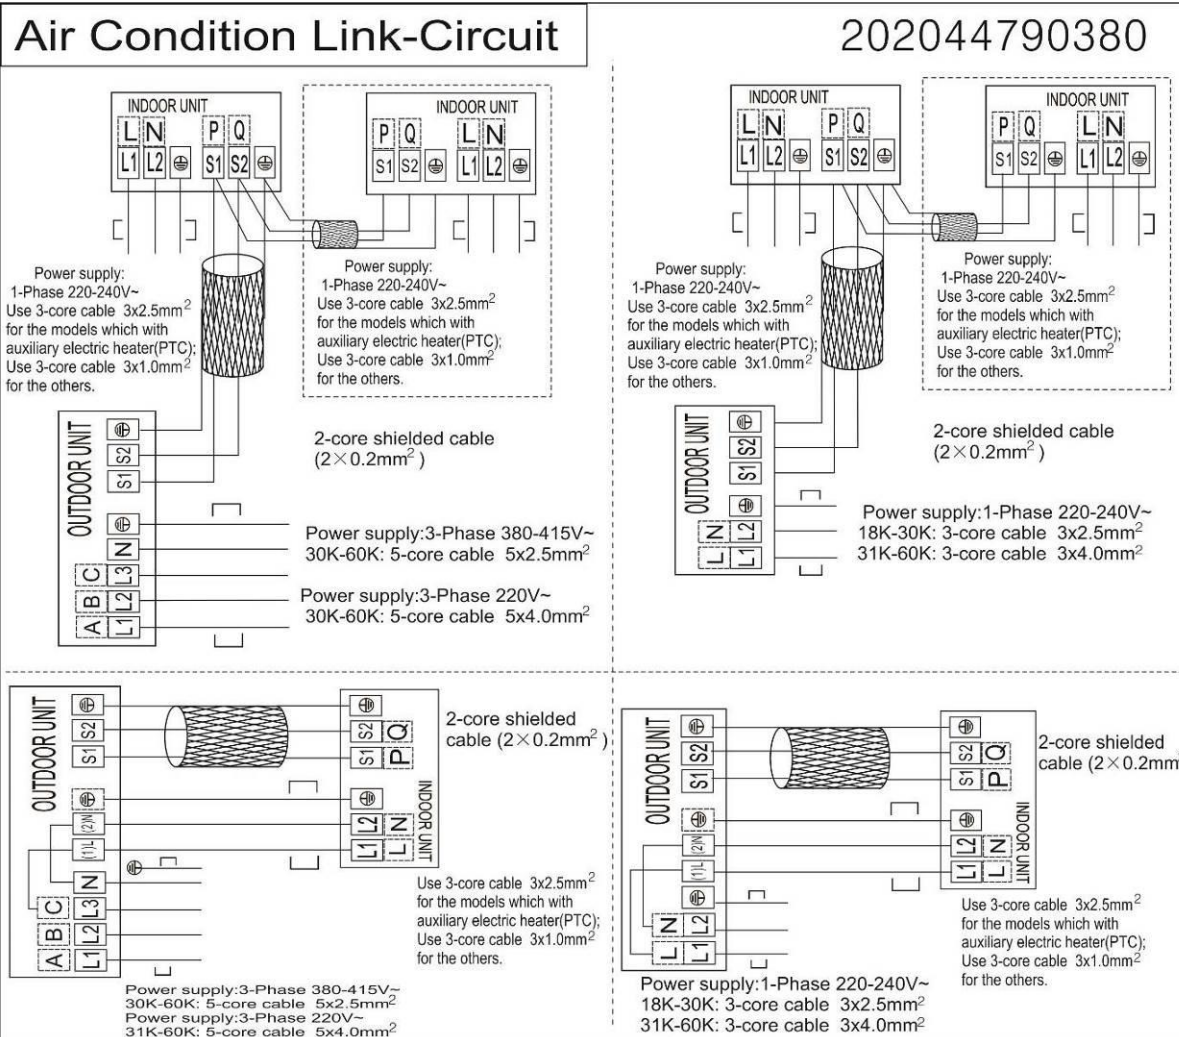 Air Condition Link-Circuit
202044790380
INDOOR UNIT
L N P Q
L1 L2 S1 S2
INDOOR UNIT
P Q L N
S1 S2 L1 L2
Power supply:
1-Phase 220-240V~
Use 3-core cable 3x2.5mm²
for the models which with
auxiliary electric heater(PTC);
Use 3-core cable 3x1.0mm²
for the others.
Power supply:
1-Phase 220-240V~
Use 3-core cable 3x2.5mm²
for the models which with
auxiliary electric heater(PTC);
Use 3-core cable 3x1.0mm²
for the others.
OUTDOOR UNIT
S2
S1
N
C L3
B L2
A L1
2-core shielded cable
(2×0.2mm²)
Power supply:3-Phase 380-415V~
30K-60K: 5-core cable 5x2.5mm²
Power supply:3-Phase 220V~
30K-60K: 5-core cable 5x4.0mm²
INDOOR UNIT
L N P Q
L1 L2 S1 S2
INDOOR UNIT
P Q L N
S1 S2 L1 L2
Power supply:
1-Phase 220-240V~
Use 3-core cable 3x2.5mm²
for the models which with
auxiliary electric heater(PTC);
Use 3-core cable 3x1.0mm²
for the others.
Power supply:
1-Phase 220-240V~
Use 3-core cable 3x2.5mm²
for the models which with
auxiliary electric heater(PTC);
Use 3-core cable 3x1.0mm²
for the others.
OUTDOOR UNIT
S2
S1
N L2
L L1
2-core shielded cable
(2×0.2mm²)
Power supply:1-Phase 220-240V~
18K-30K: 3-core cable 3x2.5mm²
31K-60K: 3-core cable 3x4.0mm²
OUTDOOR UNIT
S2
S1
(2)N
(1)L
N
C L3
B L2
A L1
S2 Q
S1 P
L2 N
L1 L
INDOOR UNIT
2-core shielded
cable (2×0.2mm²)
Use 3-core cable 3x2.5mm²
for the models which with
auxiliary electric heater(PTC);
Use 3-core cable 3x1.0mm²
for the others.
Power supply:3-Phase 380-415V~
30K-60K: 5-core cable 5x2.5mm²
Power supply:3-Phase 220V~
31K-60K: 5-core cable 5x4.0mm²
OUTDOOR UNIT
S2
S1
(2)N
(1)L
N L2
L L1
S2 Q
S1 P
L2 N
L1 L
INDOOR UNIT
2-core shielded
cable (2×0.2mm
Use 3-core cable 3x2.5mm²
for the models which with
auxiliary electric heater(PTC);
Use 3-core cable 3x1.0mm²
for the others.
Power supply:1-Phase 220-240V~
18K-30K: 3-core cable 3x2.5mm²
31K-60K: 3-core cable 3x4.0mm²